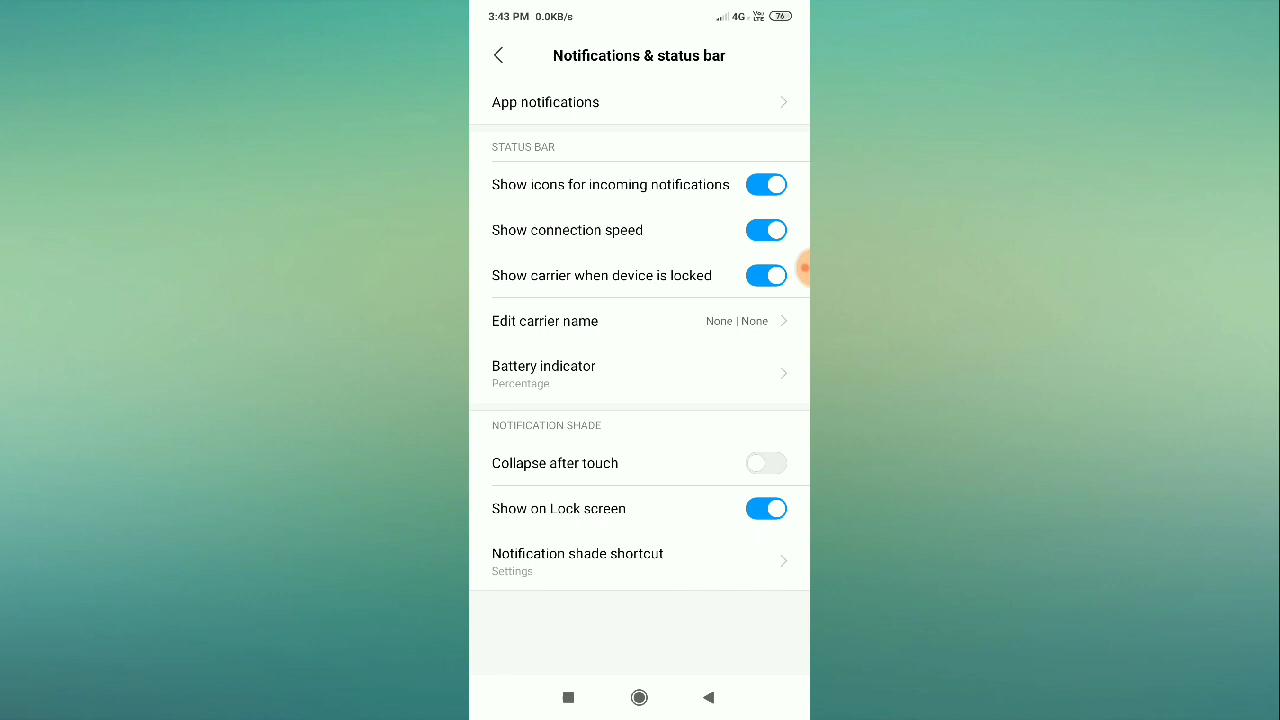 3:43 PM 0.0KB/s 4G Vo) LTE 76
Notifications & status bar
App notifications
STATUS BAR
Show icons for incoming notifications
Show connection speed
Show carrier when device is locked
Edit carrier name None | None
Battery indicator
Percentage
NOTIFICATION SHADE
Collapse after touch
Show on Lock screen
Notification shade shortcut
Settings